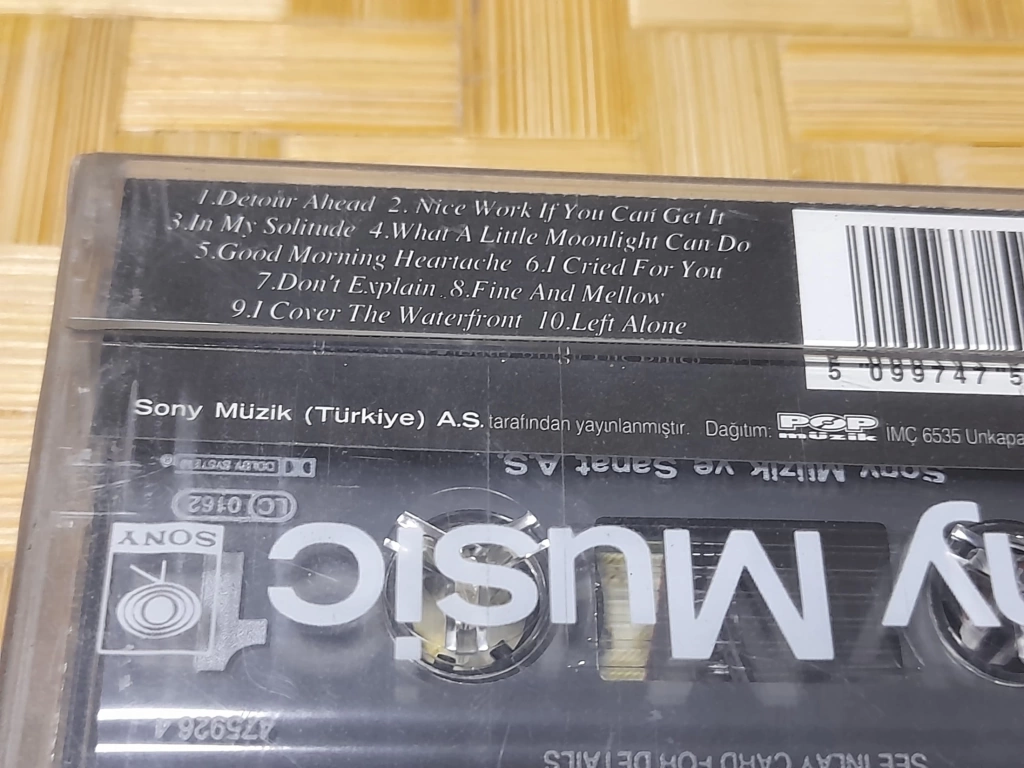 1.Detour Ahead 2. Nice Work If You Can Get It
3.In My Solitude 4.What A Little Moonlight Can Do
5.Good Morning Heartache 6.I Cried For You
7.Don't Explain 8.Fine And Mellow
9.I Cover The Waterfront 10.Left Alone
5 099747 5
Sony Müzik (Türkiye) A.Ş. tarafından yayınlanmıştır. Dağıtım: POP müzik İMÇ 6535 Unkapa
Sony Müzik ve Sanat A.S.
DOLBY SYSTEM
LC 0162
SONY
ny Music
475926 4
SEE INLAY CARD FOR DETAILS